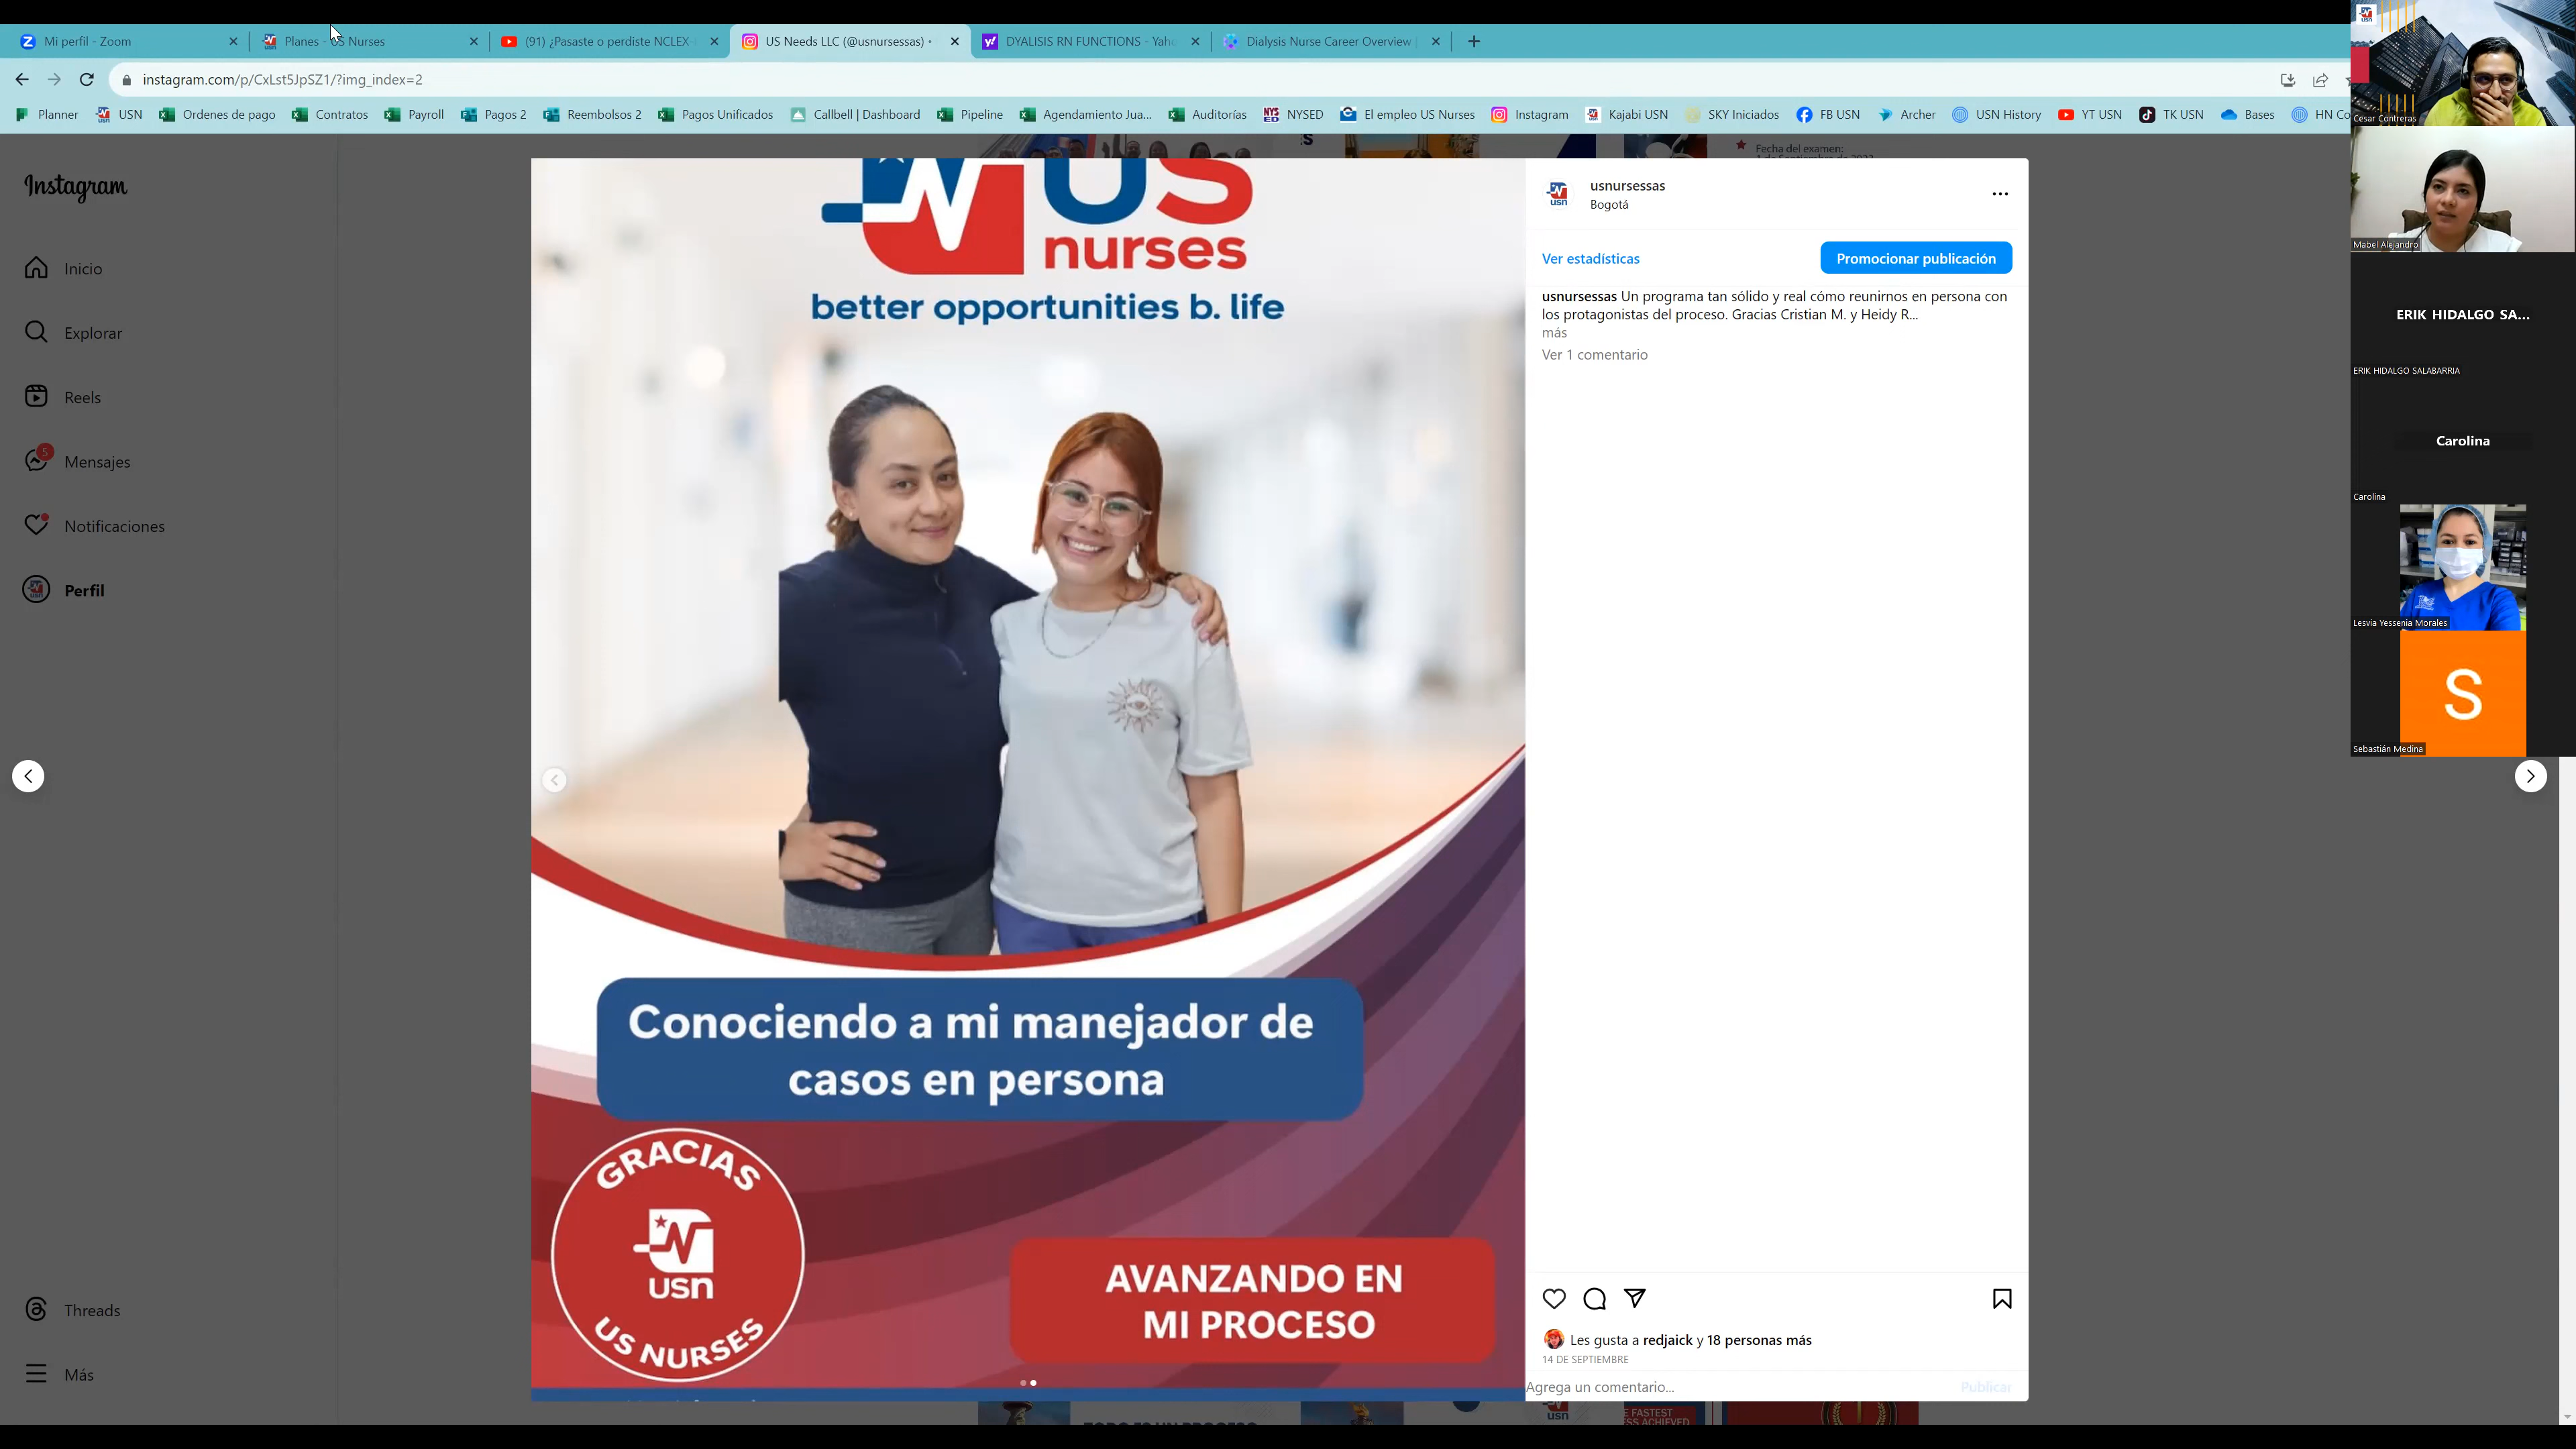 Mi perfil - Zoom
Planes - US Nurses
(91) ¿Pasaste o perdiste NCLEX-
US Needs LLC (@usnursessas) •
DYALISIS RN FUNCTIONS - Yaho
Dialysis Nurse Career Overview
instagram.com/p/CxLst5JpSZ1/?img_index=2
Planner
USN
Ordenes de pago
Contratos
Payroll
Pagos 2
Reembolsos 2
Pagos Unificados
Callbell | Dashboard
Pipeline
Agendamiento Jua...
Auditorías
NYSED
El empleo US Nurses
Instagram
Kajabi USN
SKY Iniciados
FB USN
Archer
USN History
YT USN
TK USN
Bases
HN Co
Instagram
Inicio
Explorar
Reels
5
Mensajes
Notificaciones
Perfil
Threads
Más
Fecha del examen:
US
nurses
better opportunities b. life
Conociendo a mi manejador de
casos en persona
GRACIAS
usn
US NURSES
AVANZANDO EN
MI PROCESO
usnursessas
Bogotá
Ver estadísticas
Promocionar publicación
usnursessas Un programa tan sólido y real cómo reunirnos en persona con
los protagonistas del proceso. Gracias Cristian M. y Heidy R...
más
Ver 1 comentario
Les gusta a redjaick y 18 personas más
14 DE SEPTIEMBRE
Agrega un comentario...
Publicar
usn
E FASTEST
SS ACHIEVED
Cesar Contreras
Mabel Alejandro
ERIK HIDALGO SA...
ERIK HIDALGO SALABARRIA
Carolina
Carolina
Lesvia Yessenia Morales
S
Sebastián Medina